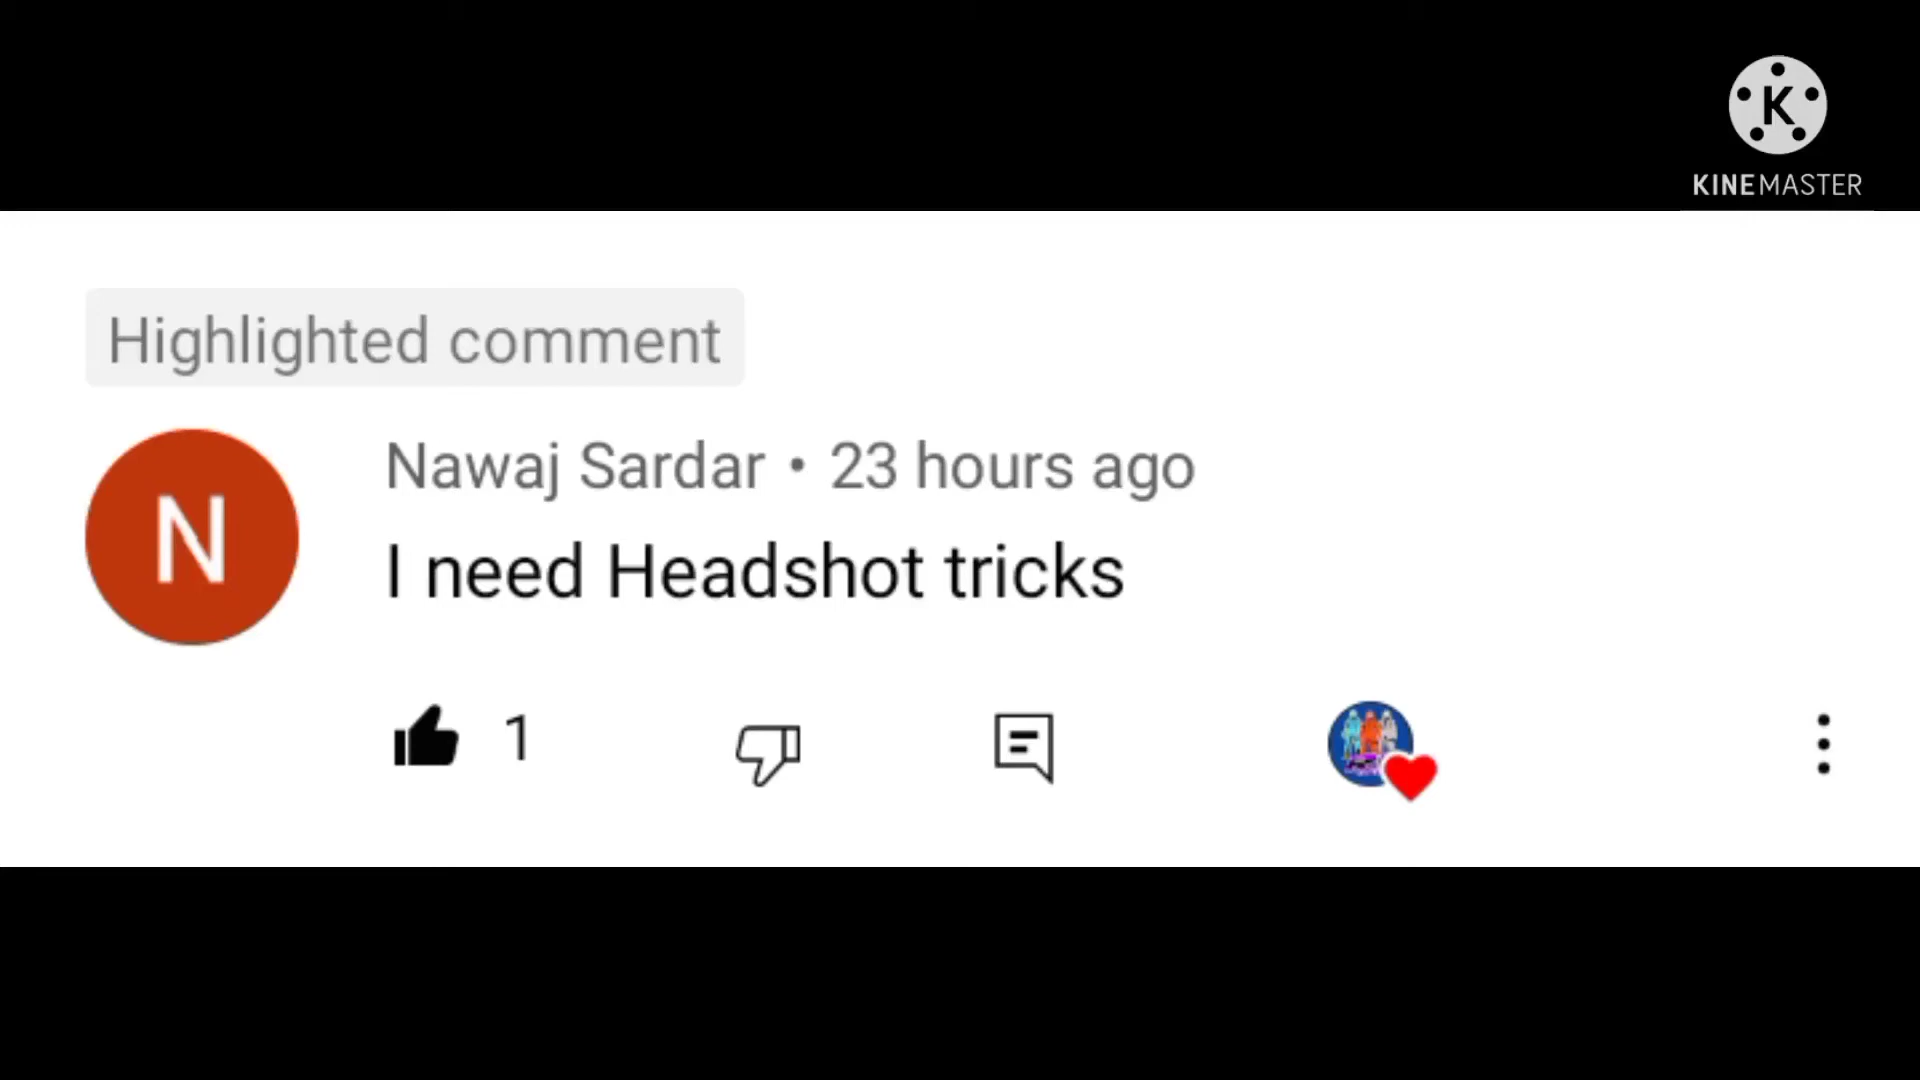 K
KINEMASTER
Highlighted comment
N
Nawaj Sardar • 23 hours ago
I need Headshot tricks
1